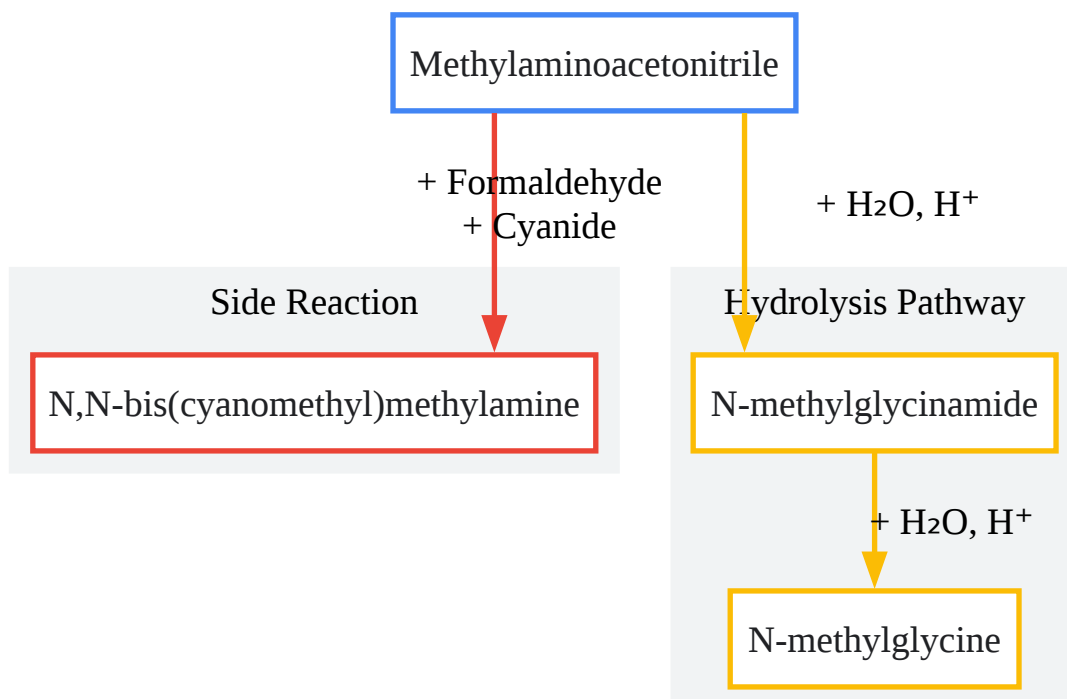 Methylaminoacetonitrile
+ Formaldehyde
+ Cyanide
+ H₂O, H⁺
Side Reaction
Hydrolysis Pathway
N,N-bis(cyanomethyl)methylamine
N-methylglycinamide
+ H₂O, H⁺
N-methylglycine